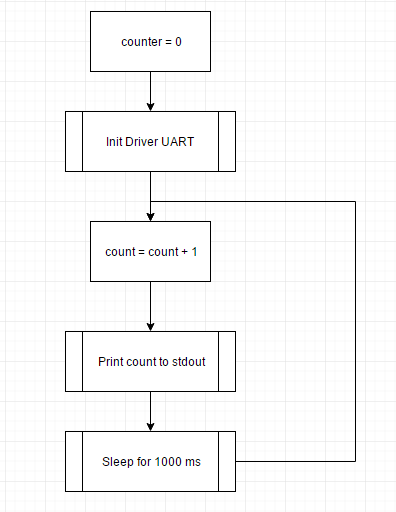 counter = 0
Init Driver UART
count = count + 1
Print count to stdout
Sleep for 1000 ms